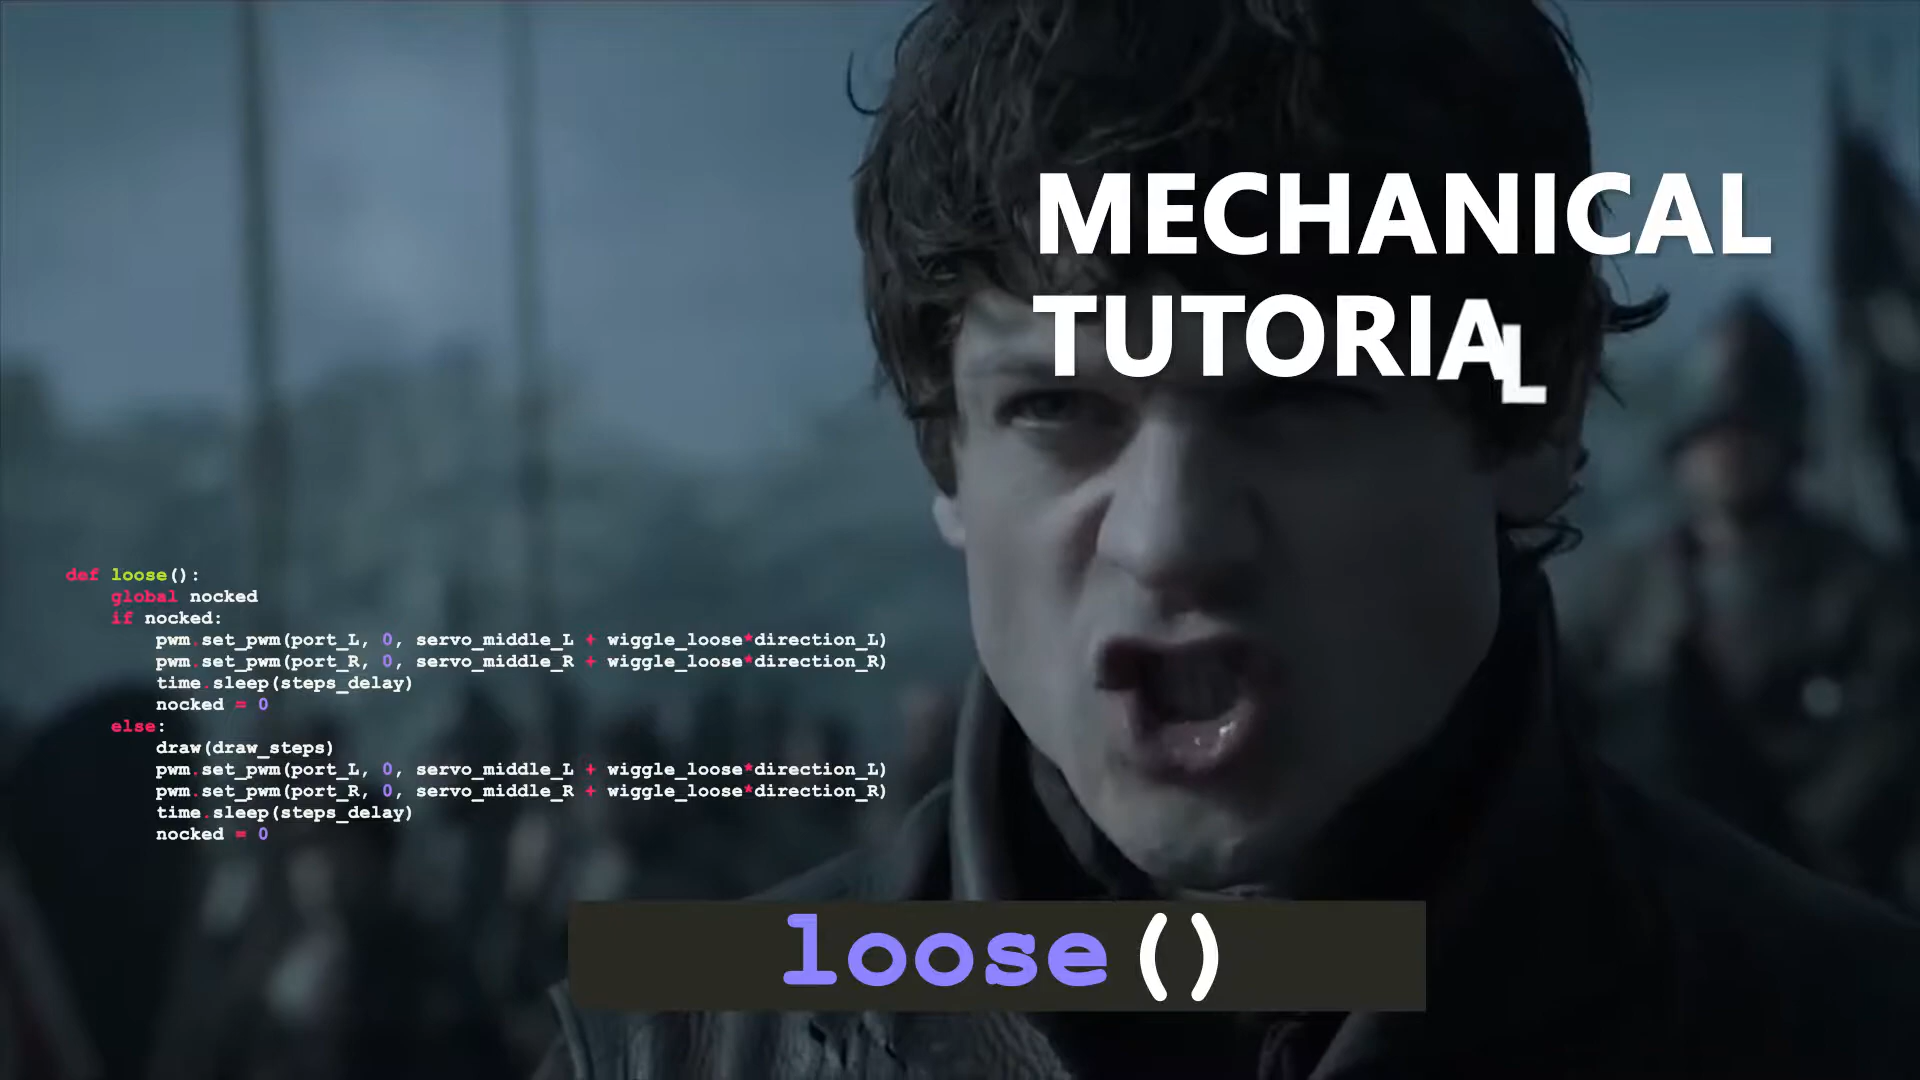 MECHANICAL
TUTORIAL
def loose():
    global nocked
    if nocked:
        pwm.set_pwm(port_L, 0, servo_middle_L + wiggle_loose*direction_L)
        pwm.set_pwm(port_R, 0, servo_middle_R + wiggle_loose*direction_R)
        time.sleep(steps_delay)
        nocked = 0
    else:
        draw(draw_steps)
        pwm.set_pwm(port_L, 0, servo_middle_L + wiggle_loose*direction_L)
        pwm.set_pwm(port_R, 0, servo_middle_R + wiggle_loose*direction_R)
        time.sleep(steps_delay)
        nocked = 0
loose()